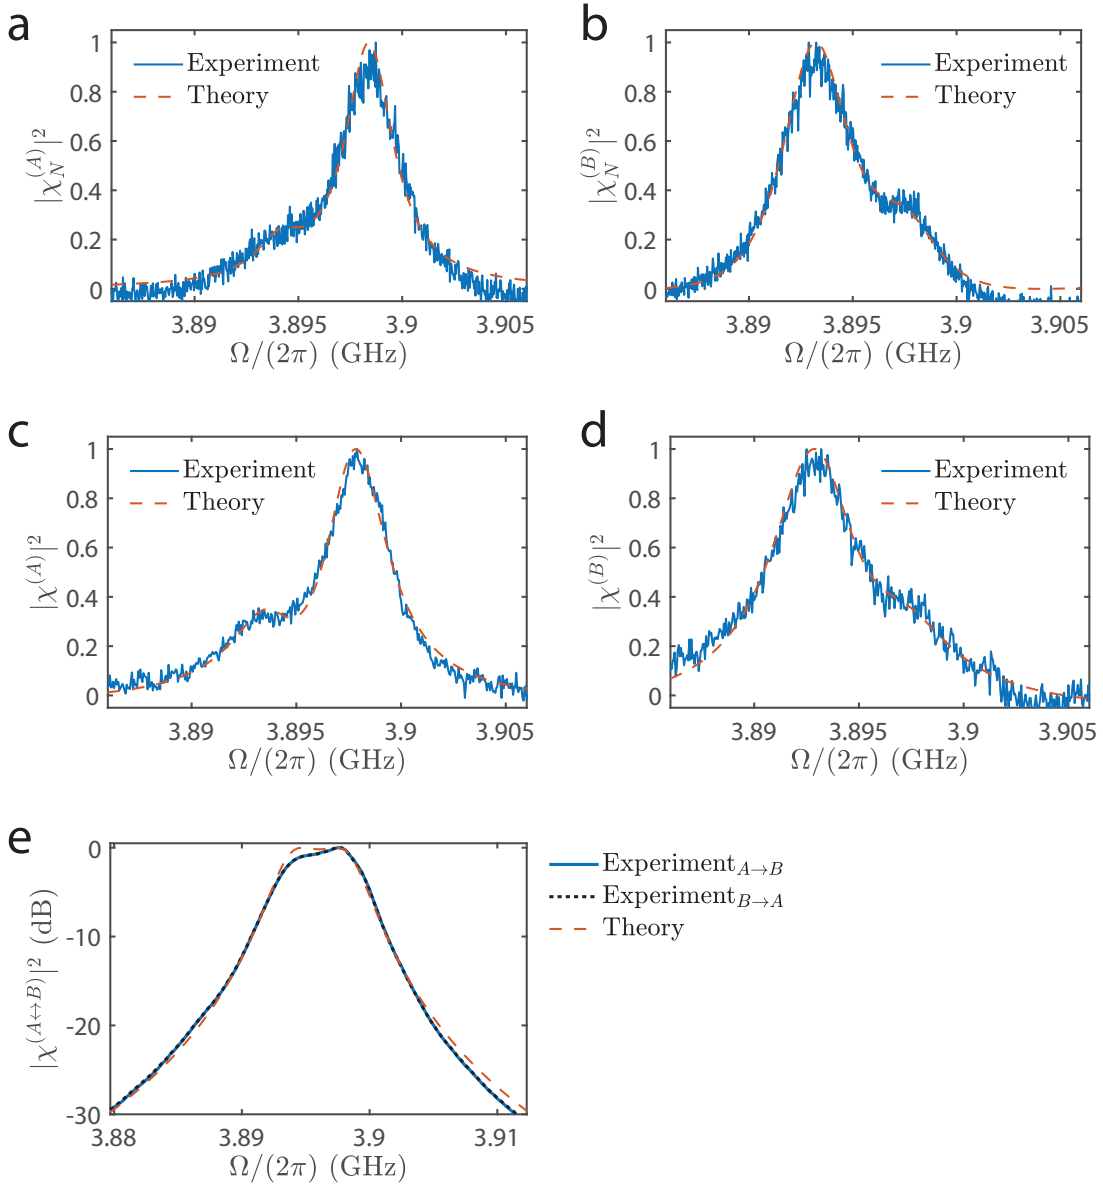 a
1
0.8
0.6
0.4
0.2
0
|χ_N^(A)|²
Experiment
Theory
3.89 3.895 3.9 3.905
Ω/(2π) (GHz)
b
1
0.8
0.6
0.4
0.2
0
|χ_N^(B)|²
Experiment
Theory
3.89 3.895 3.9 3.905
Ω/(2π) (GHz)
c
1
0.8
0.6
0.4
0.2
0
|χ^(A)|²
Experiment
Theory
3.89 3.895 3.9 3.905
Ω/(2π) (GHz)
d
1
0.8
0.6
0.4
0.2
0
|χ^(B)|²
Experiment
Theory
3.89 3.895 3.9 3.905
Ω/(2π) (GHz)
e
0
-10
-20
-30
|χ^(A↔B)|² (dB)
3.88 3.89 3.9 3.91
Ω/(2π) (GHz)
Experiment_A→B
Experiment_B→A
Theory